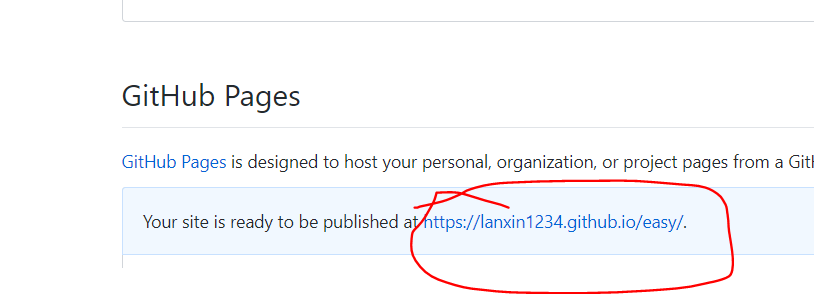 GitHub Pages
GitHub Pages is designed to host your personal, organization, or project pages from a Git
Your site is ready to be published at https://lanxin1234.github.io/easy/.